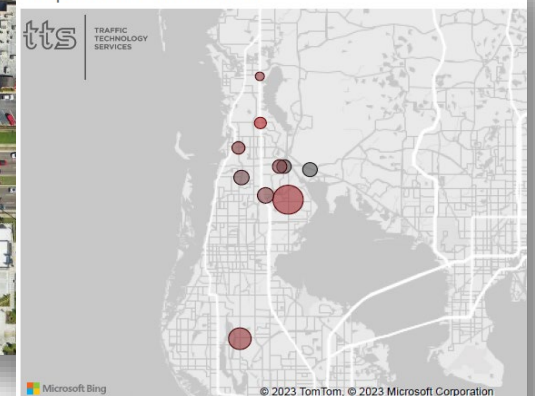 tts
TRAFFIC
TECHNOLOGY
SERVICES
Microsoft Bing
© 2023 TomTom, © 2023 Microsoft Corporation